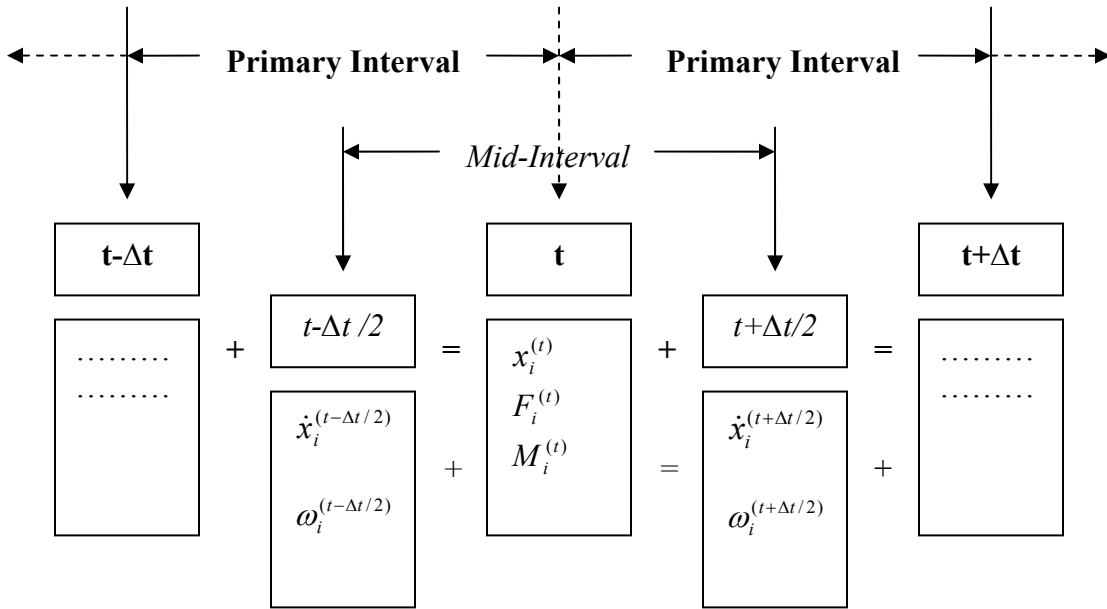 Primary Interval Primary Interval
Mid-Interval
t-Δt t t+Δt
t-Δt /2 t+Δt/2
......... + = x_i^{(t)} + = .........
.........  F_i^{(t)} .........
ẋ_i^{(t-Δt/2)} ẋ_i^{(t+Δt/2)}
+ M_i^{(t)} = +
ω_i^{(t-Δt/2)} ω_i^{(t+Δt/2)}